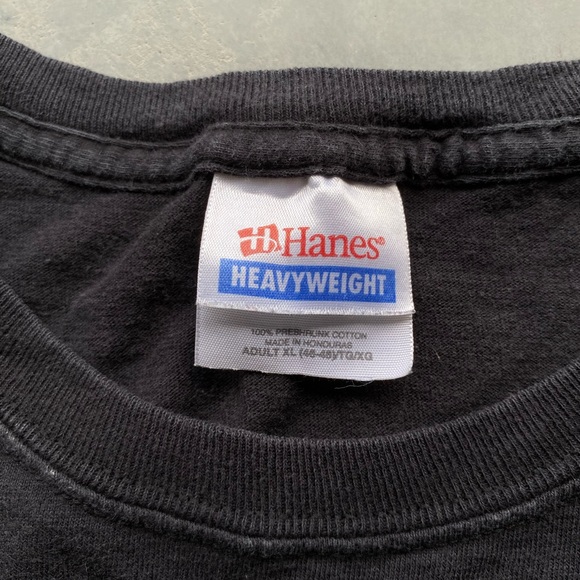 Hanes®
HEAVYWEIGHT
100% PRESHRUNK COTTON
MADE IN HONDURAS
ADULT XL (46-48)/TG/XG